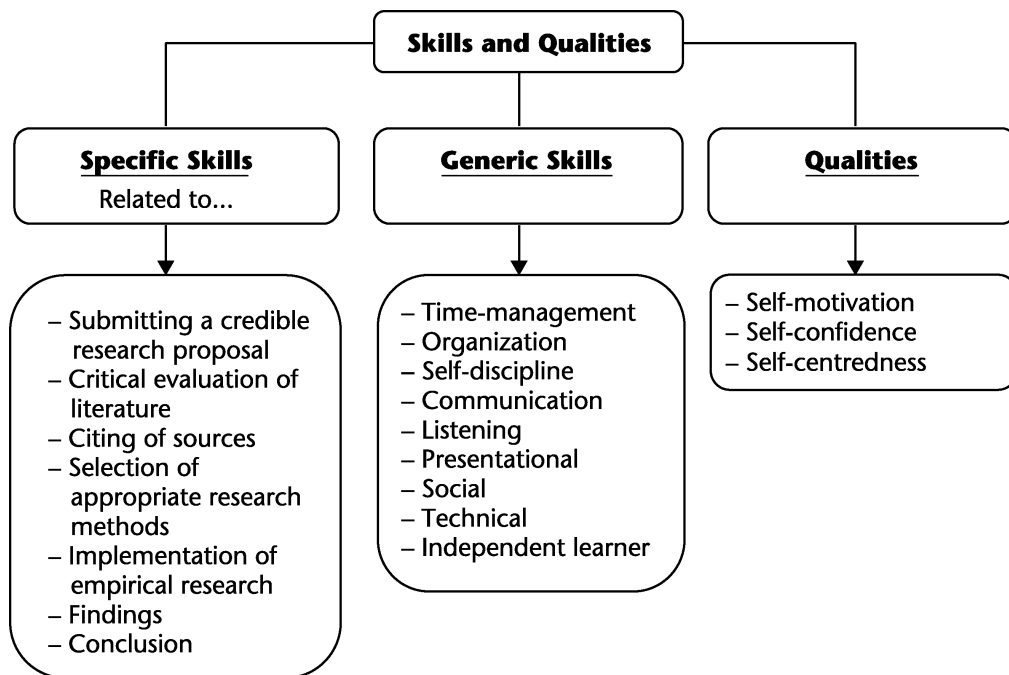 Skills and Qualities
Specific Skills
Related to...
Generic Skills
Qualities
– Submitting a credible
research proposal
– Critical evaluation of
literature
– Citing of sources
– Selection of
appropriate research
methods
– Implementation of
empirical research
– Findings
– Conclusion
– Time-management
– Organization
– Self-discipline
– Communication
– Listening
– Presentational
– Social
– Technical
– Independent learner
– Self-motivation
– Self-confidence
– Self-centredness